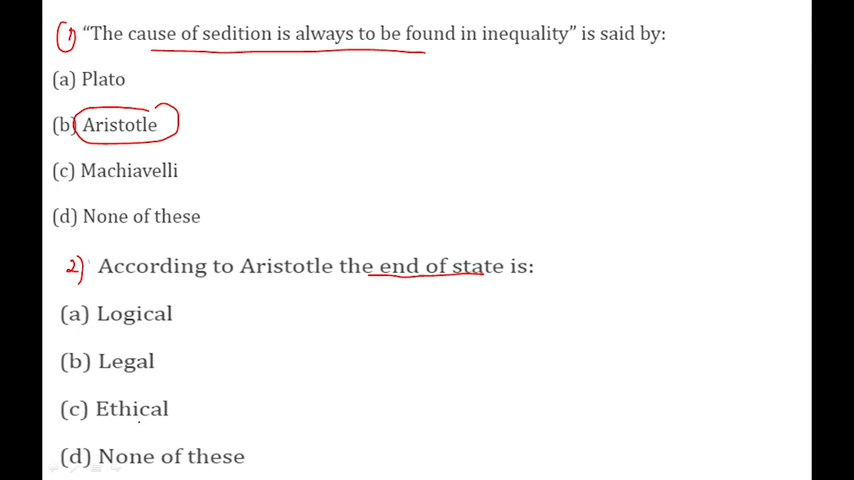 1) “The cause of sedition is always to be found in inequality” is said by:
(a) Plato
(b) Aristotle
(c) Machiavelli
(d) None of these
2) According to Aristotle the end of state is:
(a) Logical
(b) Legal
(c) Ethical
(d) None of these